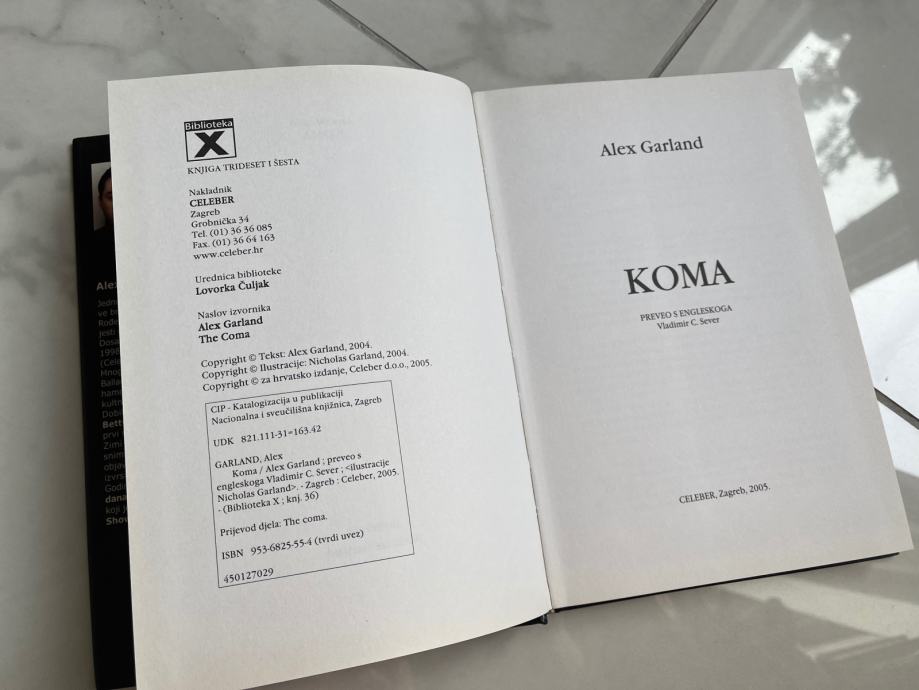 Biblioteka
X
KNJIGA TRIDESET I ŠESTA
Nakladnik
CELEBER
Zagreb
Grobnička 34
Tel. (01) 36 36 085
Fax. (01) 36 64 163
www.celeber.hr
Urednica biblioteke
Lovorka Čuljak
Naslov izvornika
Alex Garland
The Coma
Copyright © Tekst: Alex Garland, 2004.
Copyright © Ilustracije: Nicholas Garland, 2004.
Copyright © za hrvatsko izdanje, Celeber d.o.o., 2005.
CIP - Katalogizacija u publikaciji
Nacionalna i sveučilišna knjižnica, Zagreb
UDK 821.111-31=163.42
GARLAND, Alex
Koma / Alex Garland ; preveo s
engleskoga Vladimir C. Sever ; <ilustracije
Nicholas Garland>. - Zagreb : Celeber, 2005.
- (Biblioteka X ; knj. 36)
Prijevod djela: The coma.
ISBN 953-6825-55-4 (tvrdi uvez)
450127029
Alex Garland
KOMA
PREVEO S ENGLESKOGA
Vladimir C. Sever
CELEBER, Zagreb, 2005.